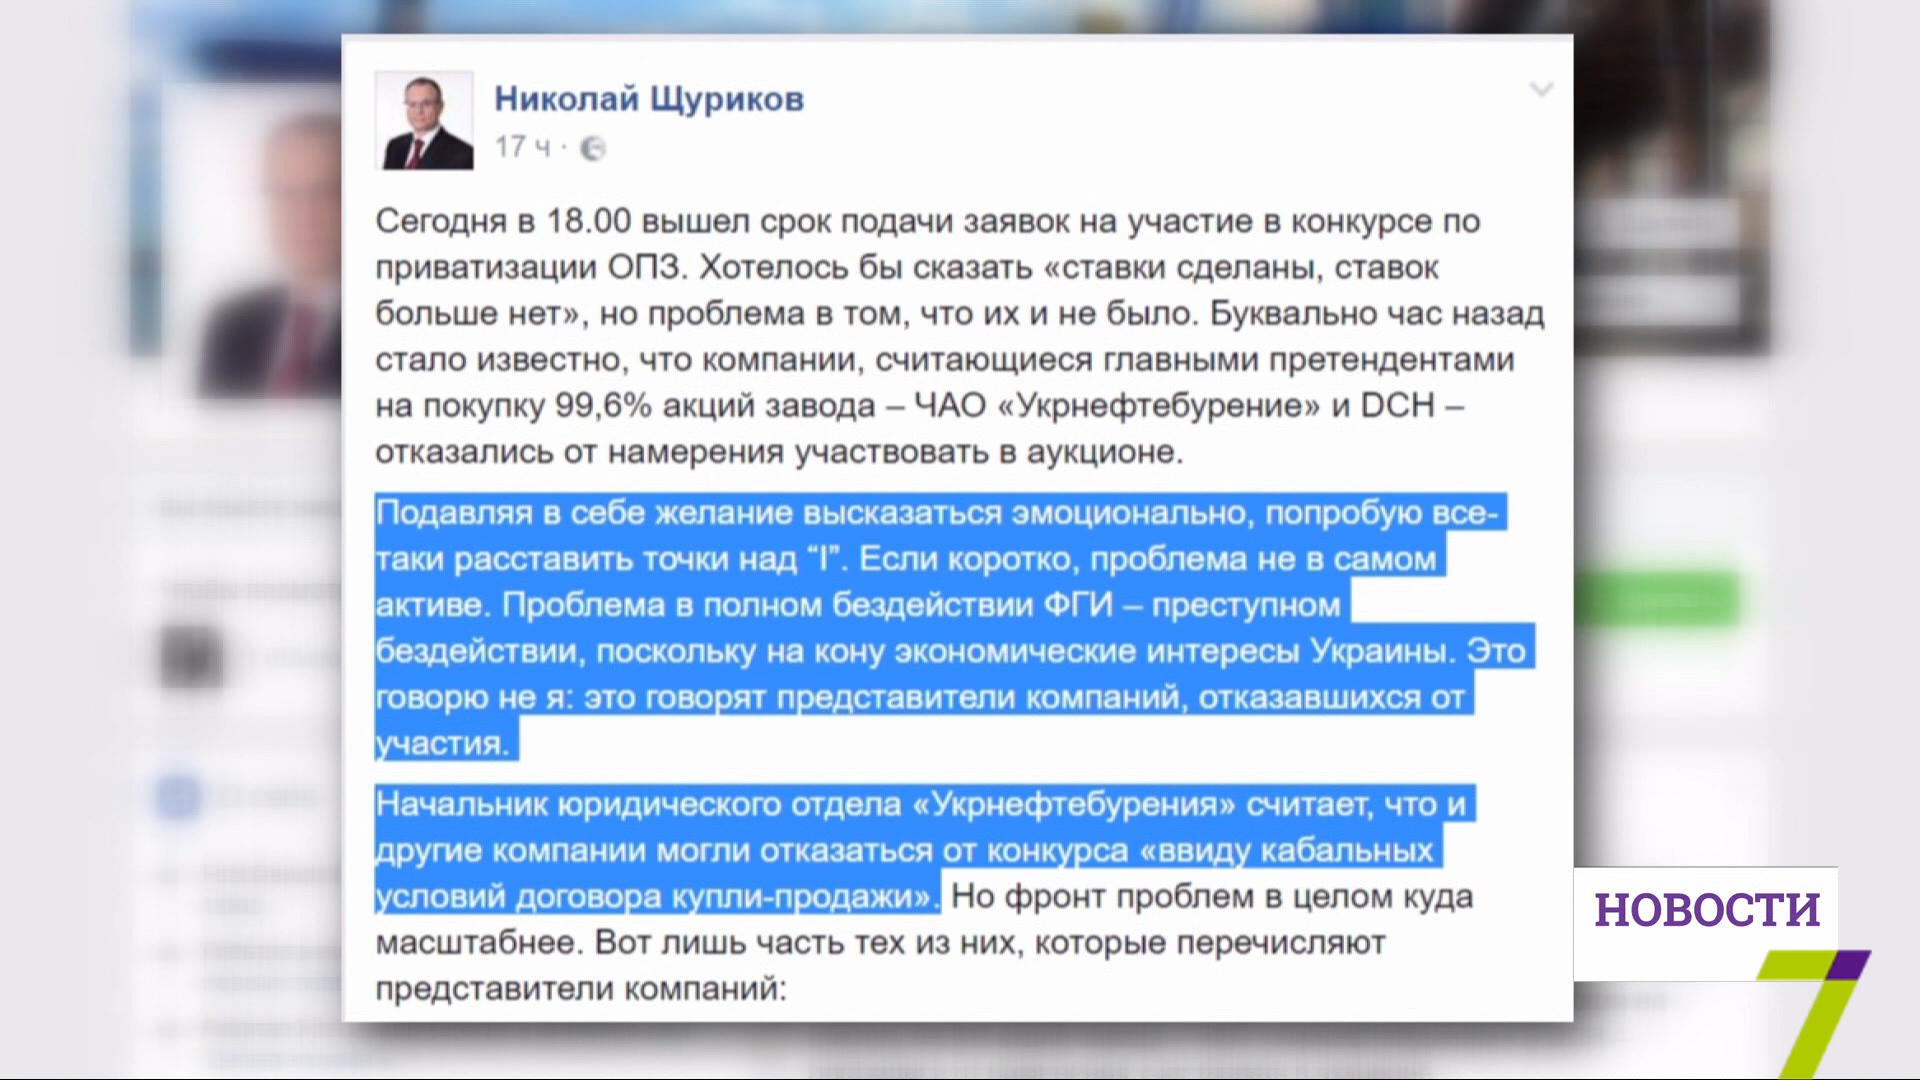 Николай Щуриков
17 ч ·
Сегодня в 18.00 вышел срок подачи заявок на участие в конкурсе по
приватизации ОПЗ. Хотелось бы сказать «ставки сделаны, ставок
больше нет», но проблема в том, что их и не было. Буквально час назад
стало известно, что компании, считающиеся главными претендентами
на покупку 99,6% акций завода – ЧАО «Укрнефтебурение» и DCH –
отказались от намерения участвовать в аукционе.
Подавляя в себе желание высказаться эмоционально, попробую все-
таки расставить точки над “I”. Если коротко, проблема не в самом
активе. Проблема в полном бездействии ФГИ – преступном
бездействии, поскольку на кону экономические интересы Украины. Это
говорю не я: это говорят представители компаний, отказавшихся от
участия.
Начальник юридического отдела «Укрнефтебурения» считает, что и
другие компании могли отказаться от конкурса «ввиду кабальных
условий договора купли-продажи». Но фронт проблем в целом куда
масштабнее. Вот лишь часть тех из них, которые перечисляют
представители компаний:
НОВОСТИ
7